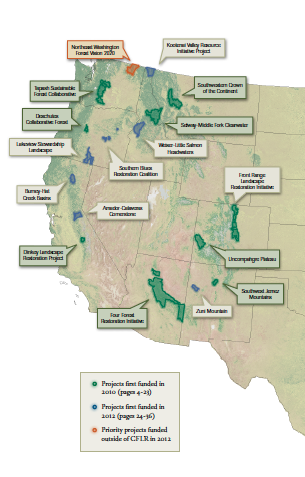 Northeast Washington
Forest Vision 2020
Kootenai Valley Resource
Initiative Project
Tapash Sustainable
Forest Collaborative
Southwestern Crown
of the Continent
Deschutes
Collaborative Forest
Selway-Middle Fork Clearwater
Lakeview Stewardship
Landscape
Weiser-Little Salmon
Headwaters
Southern Blues
Restoration Coalition
Front Range
Landscape
Restoration Initiative
Burney-Hat
Creek Basins
Amador-Calaveras
Cornerstone
Dinkey Landscape
Restoration Project
Uncompahgre Plateau
Southwest Jemez
Mountains
Four Forest
Restoration Initiative
Zuni Mountain
Projects first funded in
2010 (pages 4-23)
Projects first funded in
2012 (pages 24-36)
Priority projects funded
outside of CFLR in 2012